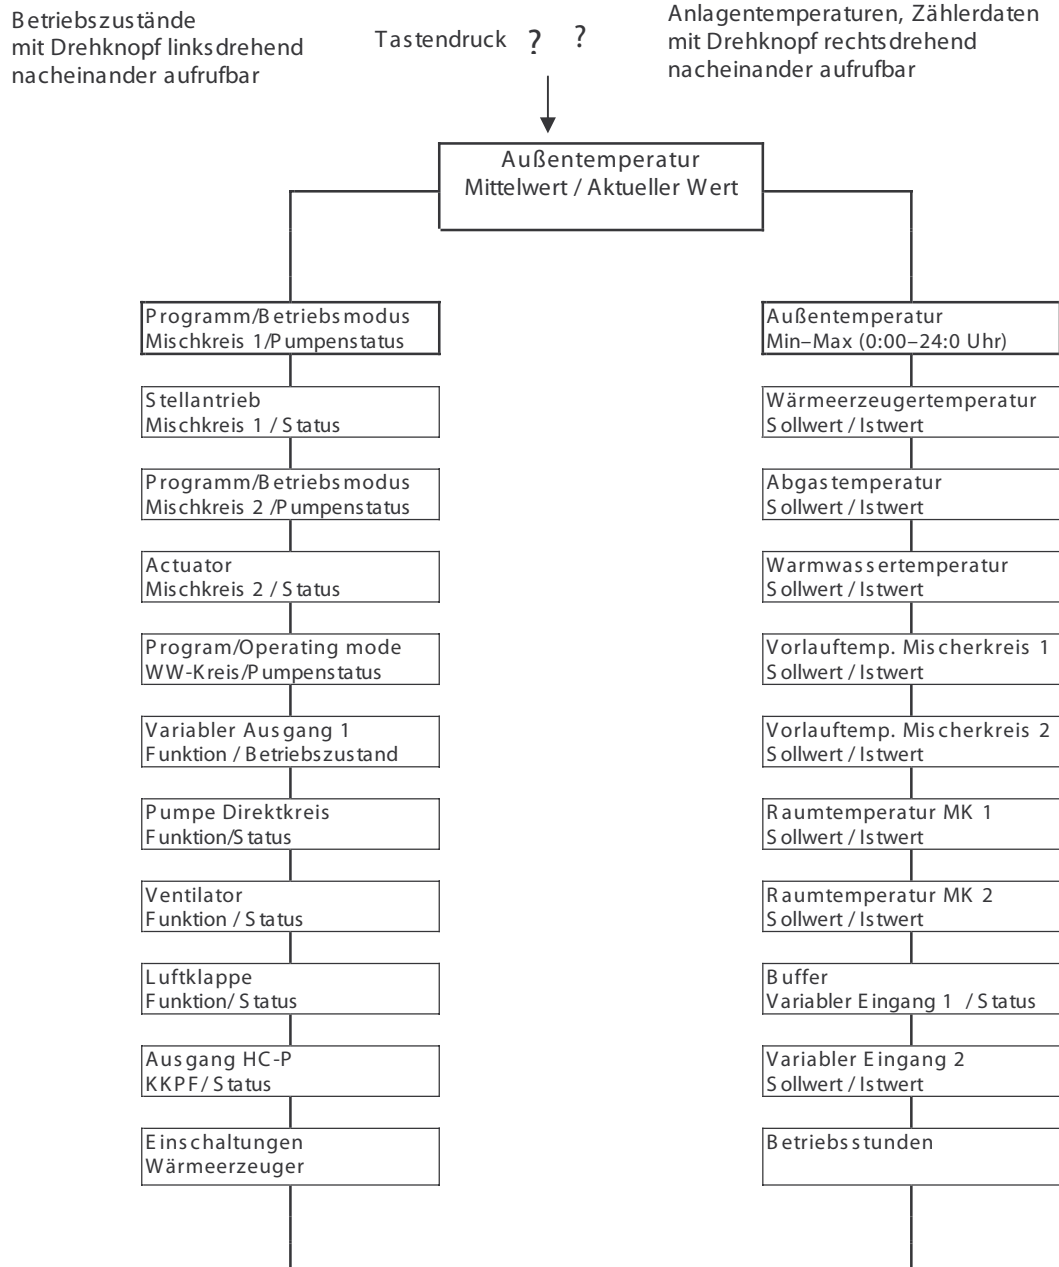 Betriebszustände
mit Drehknopf linksdrehend
nacheinander aufrufbar
Tastendruck ? ?
Anlagentemperaturen, Zählerdaten
mit Drehknopf rechtsdrehend
nacheinander aufrufbar
Außentemperatur
Mittelwert / Aktueller Wert
Programm/Betriebsmodus
Mischkreis 1/Pumpenstatus
Stellantrieb
Mischkreis 1 / Status
Programm/Betriebsmodus
Mischkreis 2 /Pumpenstatus
Actuator
Mischkreis 2 / Status
Program/Operating mode
WW-Kreis/Pumpenstatus
Variabler Ausgang 1
Funktion / Betriebszustand
Pumpe Direktkreis
Funktion/Status
Ventilator
Funktion / Status
Luftklappe
Funktion/ Status
Ausgang HC-P
KKPF/ Status
Einschaltungen
Wärmeerzeuger
Außentemperatur
Min–Max (0:00–24:0 Uhr)
Wärmeerzeugertemperatur
Sollwert / Istwert
Abgastemperatur
Sollwert / Istwert
Warmwassertemperatur
Sollwert / Istwert
Vorlauftemp. Mischerkreis 1
Sollwert / Istwert
Vorlauftemp. Mischerkreis 2
Sollwert / Istwert
Raumtemperatur MK 1
Sollwert / Istwert
Raumtemperatur MK 2
Sollwert / Istwert
Buffer
Variabler Eingang 1 / Status
Variabler Eingang 2
Sollwert / Istwert
Betriebsstunden